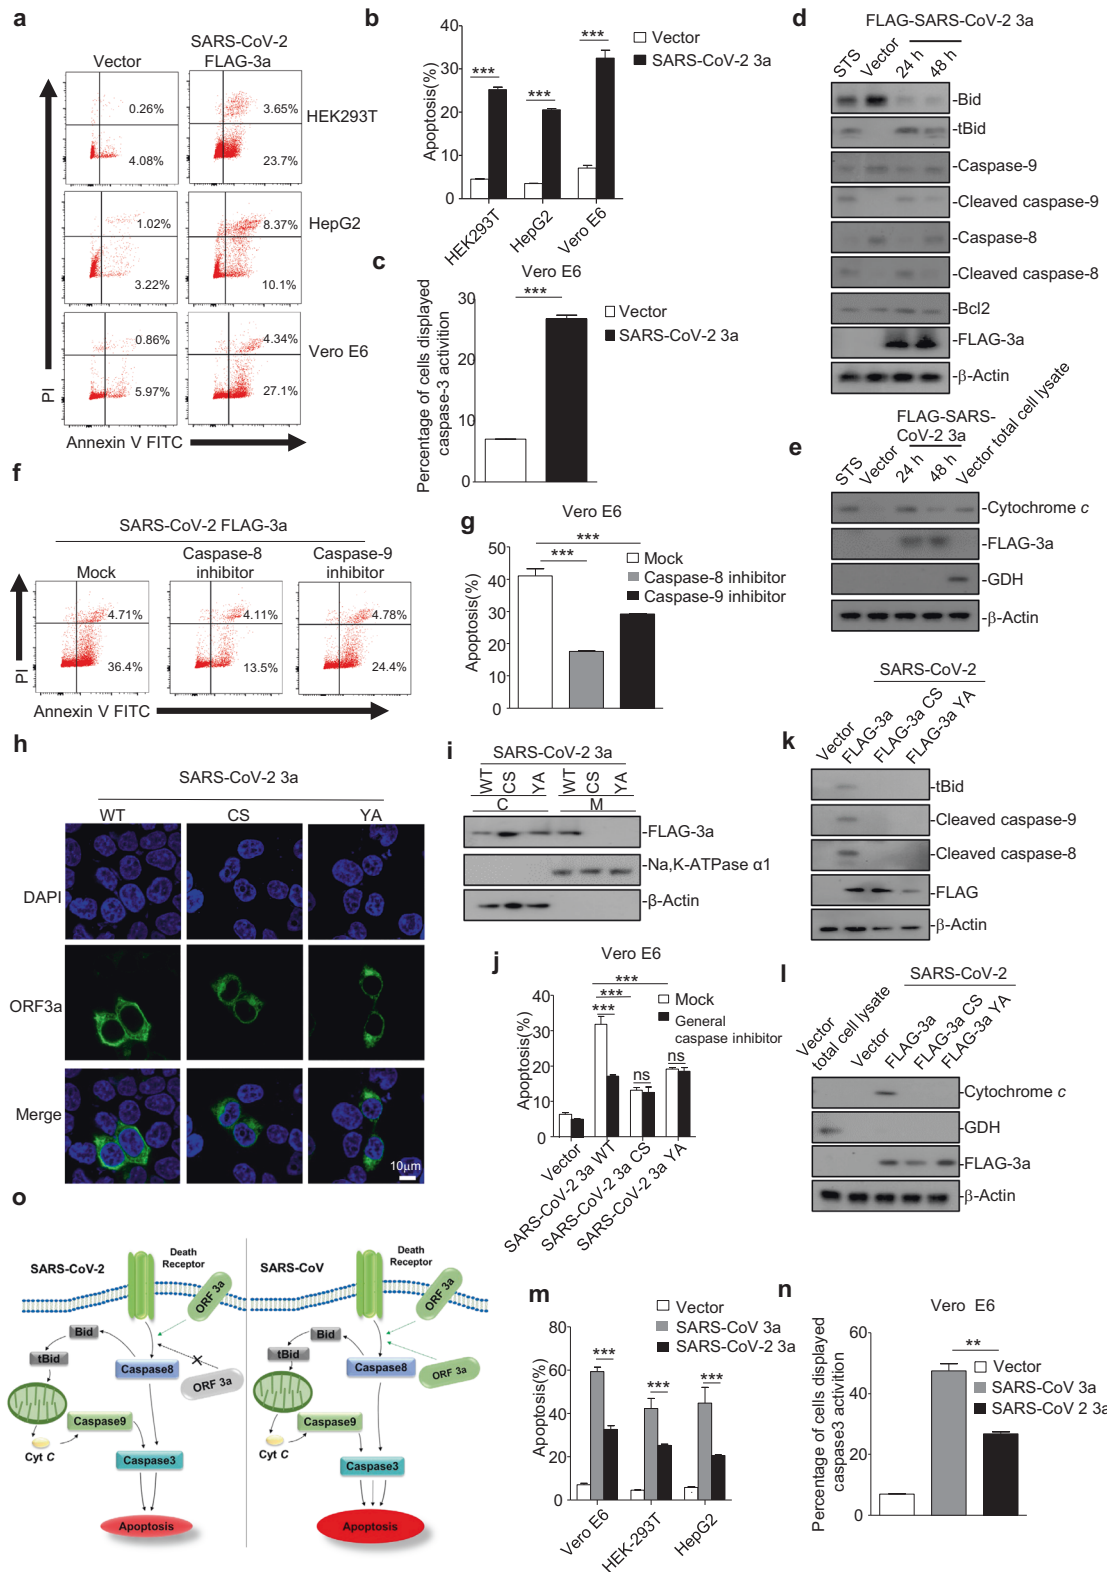 a
Vector
SARS-CoV-2
FLAG-3a
0.26%
4.08%
3.65%
23.7%
HEK293T
1.02%
3.22%
8.37%
10.1%
HepG2
0.86%
5.97%
4.34%
27.1%
Vero E6
PI
Annexin V FITC
b
Apoptosis(%)
40
30
20
10
0
***
***
***
Vector
SARS-CoV-2 3a
HEK293T
HepG2
Vero E6
c
Vero E6
Percentage of cells displayed
caspase-3 activition
30
20
10
0
***
Vector
SARS-CoV-2 3a
d
FLAG-SARS-CoV-2 3a
STS
Vector
24 h
48 h
-Bid
-tBid
-Caspase-9
-Cleaved caspase-9
-Caspase-8
-Cleaved caspase-8
-Bcl2
-FLAG-3a
-β-Actin
e
FLAG-SARS-
CoV-2 3a
STS
Vector
24 h
48 h
Vector total cell lysate
-Cytochrome c
-FLAG-3a
-GDH
-β-Actin
f
SARS-CoV-2 FLAG-3a
Mock
Caspase-8
inhibitor
Caspase-9
inhibitor
4.71%
36.4%
4.11%
13.5%
4.78%
24.4%
PI
Annexin V FITC
g
Vero E6
Apoptosis(%)
50
40
30
20
10
0
***
***
Mock
Caspase-8 inhibitor
Caspase-9 inhibitor
h
SARS-CoV-2 3a
WT
CS
YA
DAPI
ORF3a
Merge
10μm
i
SARS-CoV-2 3a
WT
CS
YA
WT
CS
YA
C
M
-FLAG-3a
-Na,K-ATPase α1
-β-Actin
j
Vero E6
Apoptosis(%)
40
30
20
10
0
***
***
***
ns
ns
Mock
General
caspase inhibitor
Vector
SARS-CoV-2 3a WT
SARS-CoV-2 3a CS
SARS-CoV-2 3a YA
k
SARS-CoV-2
Vector
FLAG-3a
FLAG-3a CS
FLAG-3a YA
-tBid
-Cleaved caspase-9
-Cleaved caspase-8
-FLAG
-β-Actin
l
SARS-CoV-2
Vector
total cell lysate
Vector
FLAG-3a
FLAG-3a CS
FLAG-3a YA
-Cytochrome c
-GDH
-FLAG-3a
-β-Actin
m
Apoptosis(%)
80
60
40
20
0
***
***
***
Vector
SARS-CoV 3a
SARS-CoV-2 3a
Vero E6
HEK-293T
HepG2
n
Vero E6
Percentage of cells displayed
caspase3 activation
60
40
20
0
**
Vector
SARS-CoV 3a
SARS-CoV 2 3a
o
SARS-CoV-2
Death
Receptor
ORF 3a
Bid
tBid
Caspase8
ORF 3a
Caspase9
Cyt C
Caspase3
Apoptosis
SARS-CoV
Death
Receptor
ORF 3a
Bid
tBid
Caspase8
ORF 3a
Caspase9
Cyt C
Caspase3
Apoptosis